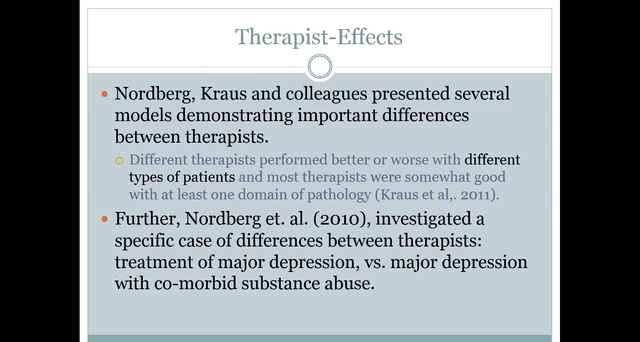 Therapist-Effects
Nordberg, Kraus and colleagues presented several
models demonstrating important differences
between therapists.
Different therapists performed better or worse with different
types of patients and most therapists were somewhat good
with at least one domain of pathology (Kraus et al,. 2011).
Further, Nordberg et. al. (2010), investigated a
specific case of differences between therapists:
treatment of major depression, vs. major depression
with co-morbid substance abuse.